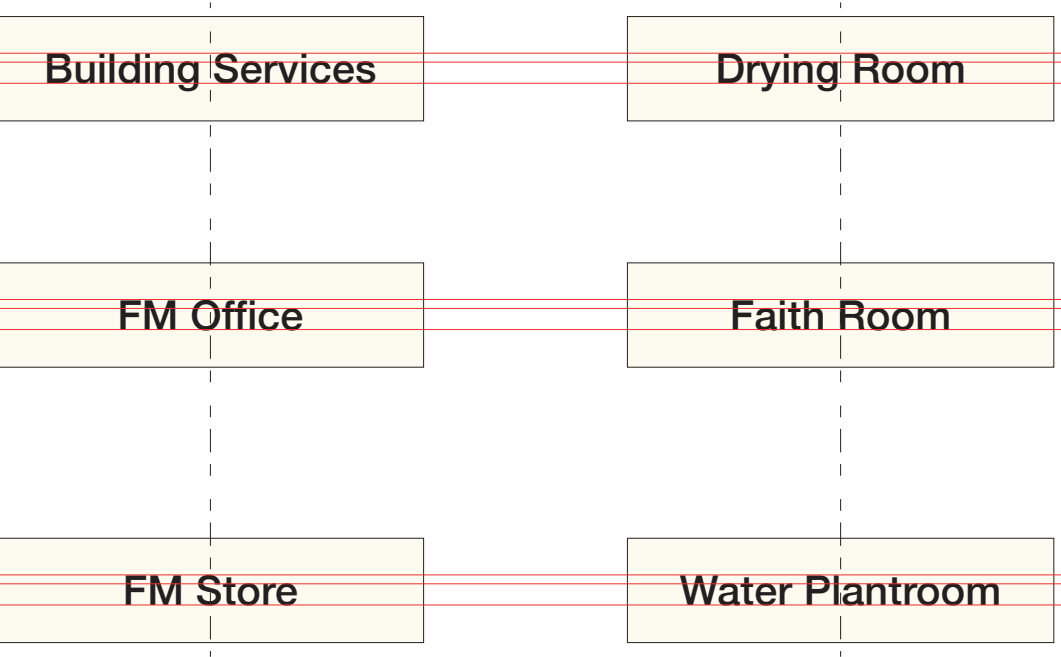 Building Services
Drying Room
FM Office
Faith Room
FM Store
Water Plantroom